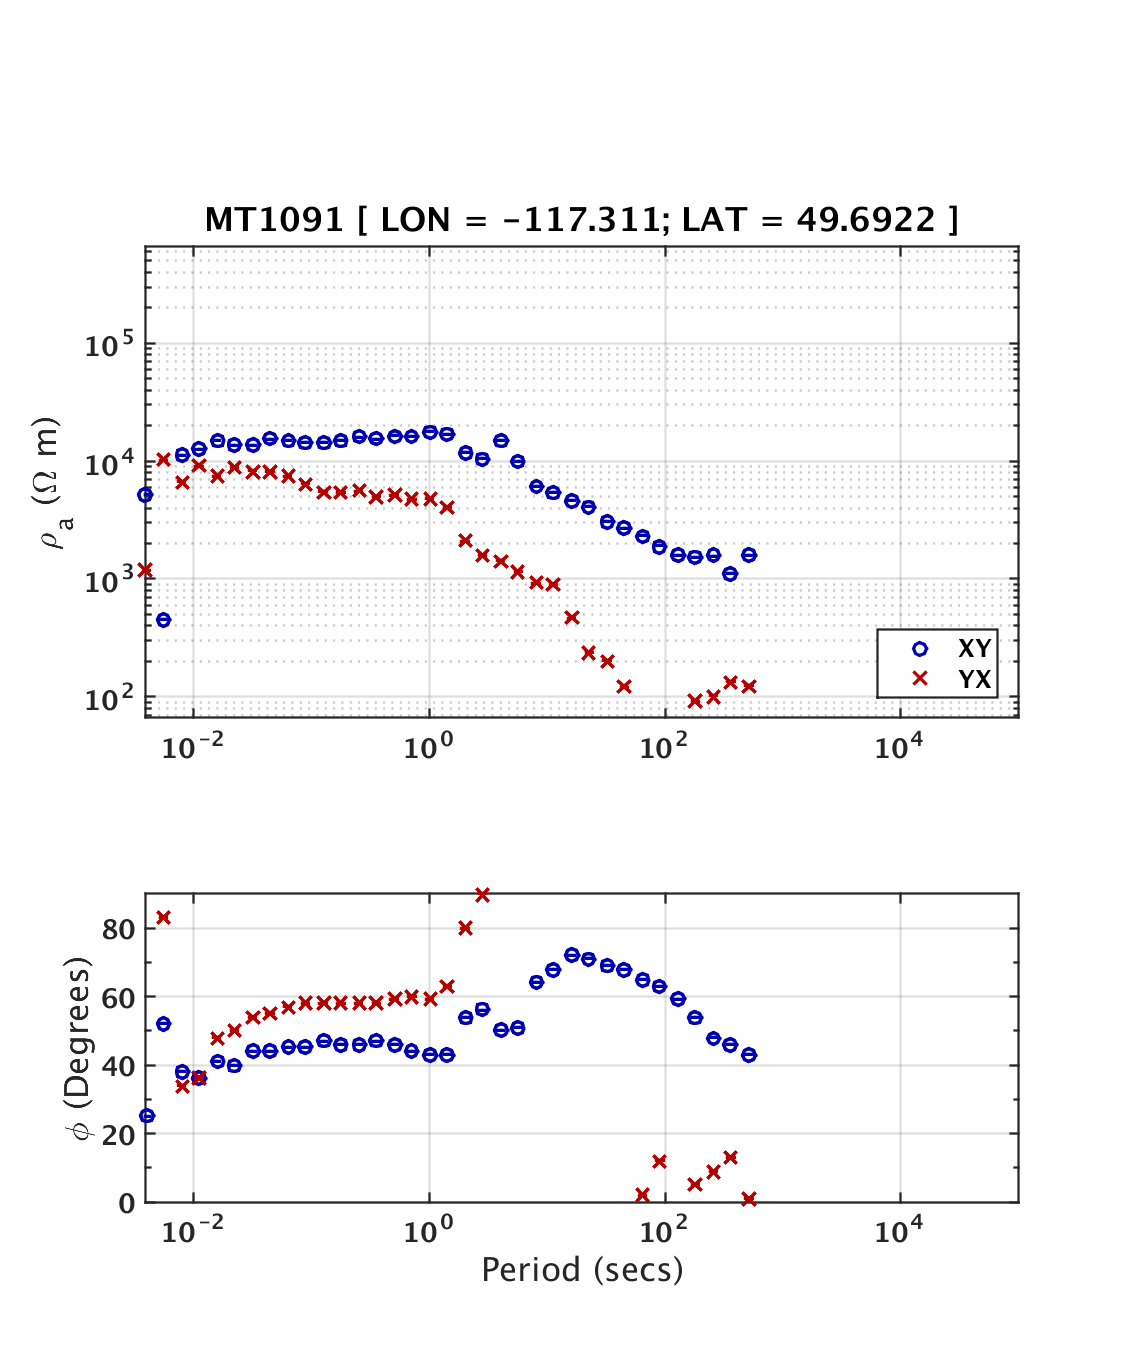 MT1091 [ LON = −117.311; LAT = 49.6922 ]
ρa (Ω m)
10^5
10^4
10^3
10^2
10^-2 10^0 10^2 10^4
XY
YX
ϕ (Degrees)
80
60
40
20
0
10^-2 10^0 10^2 10^4
Period (secs)